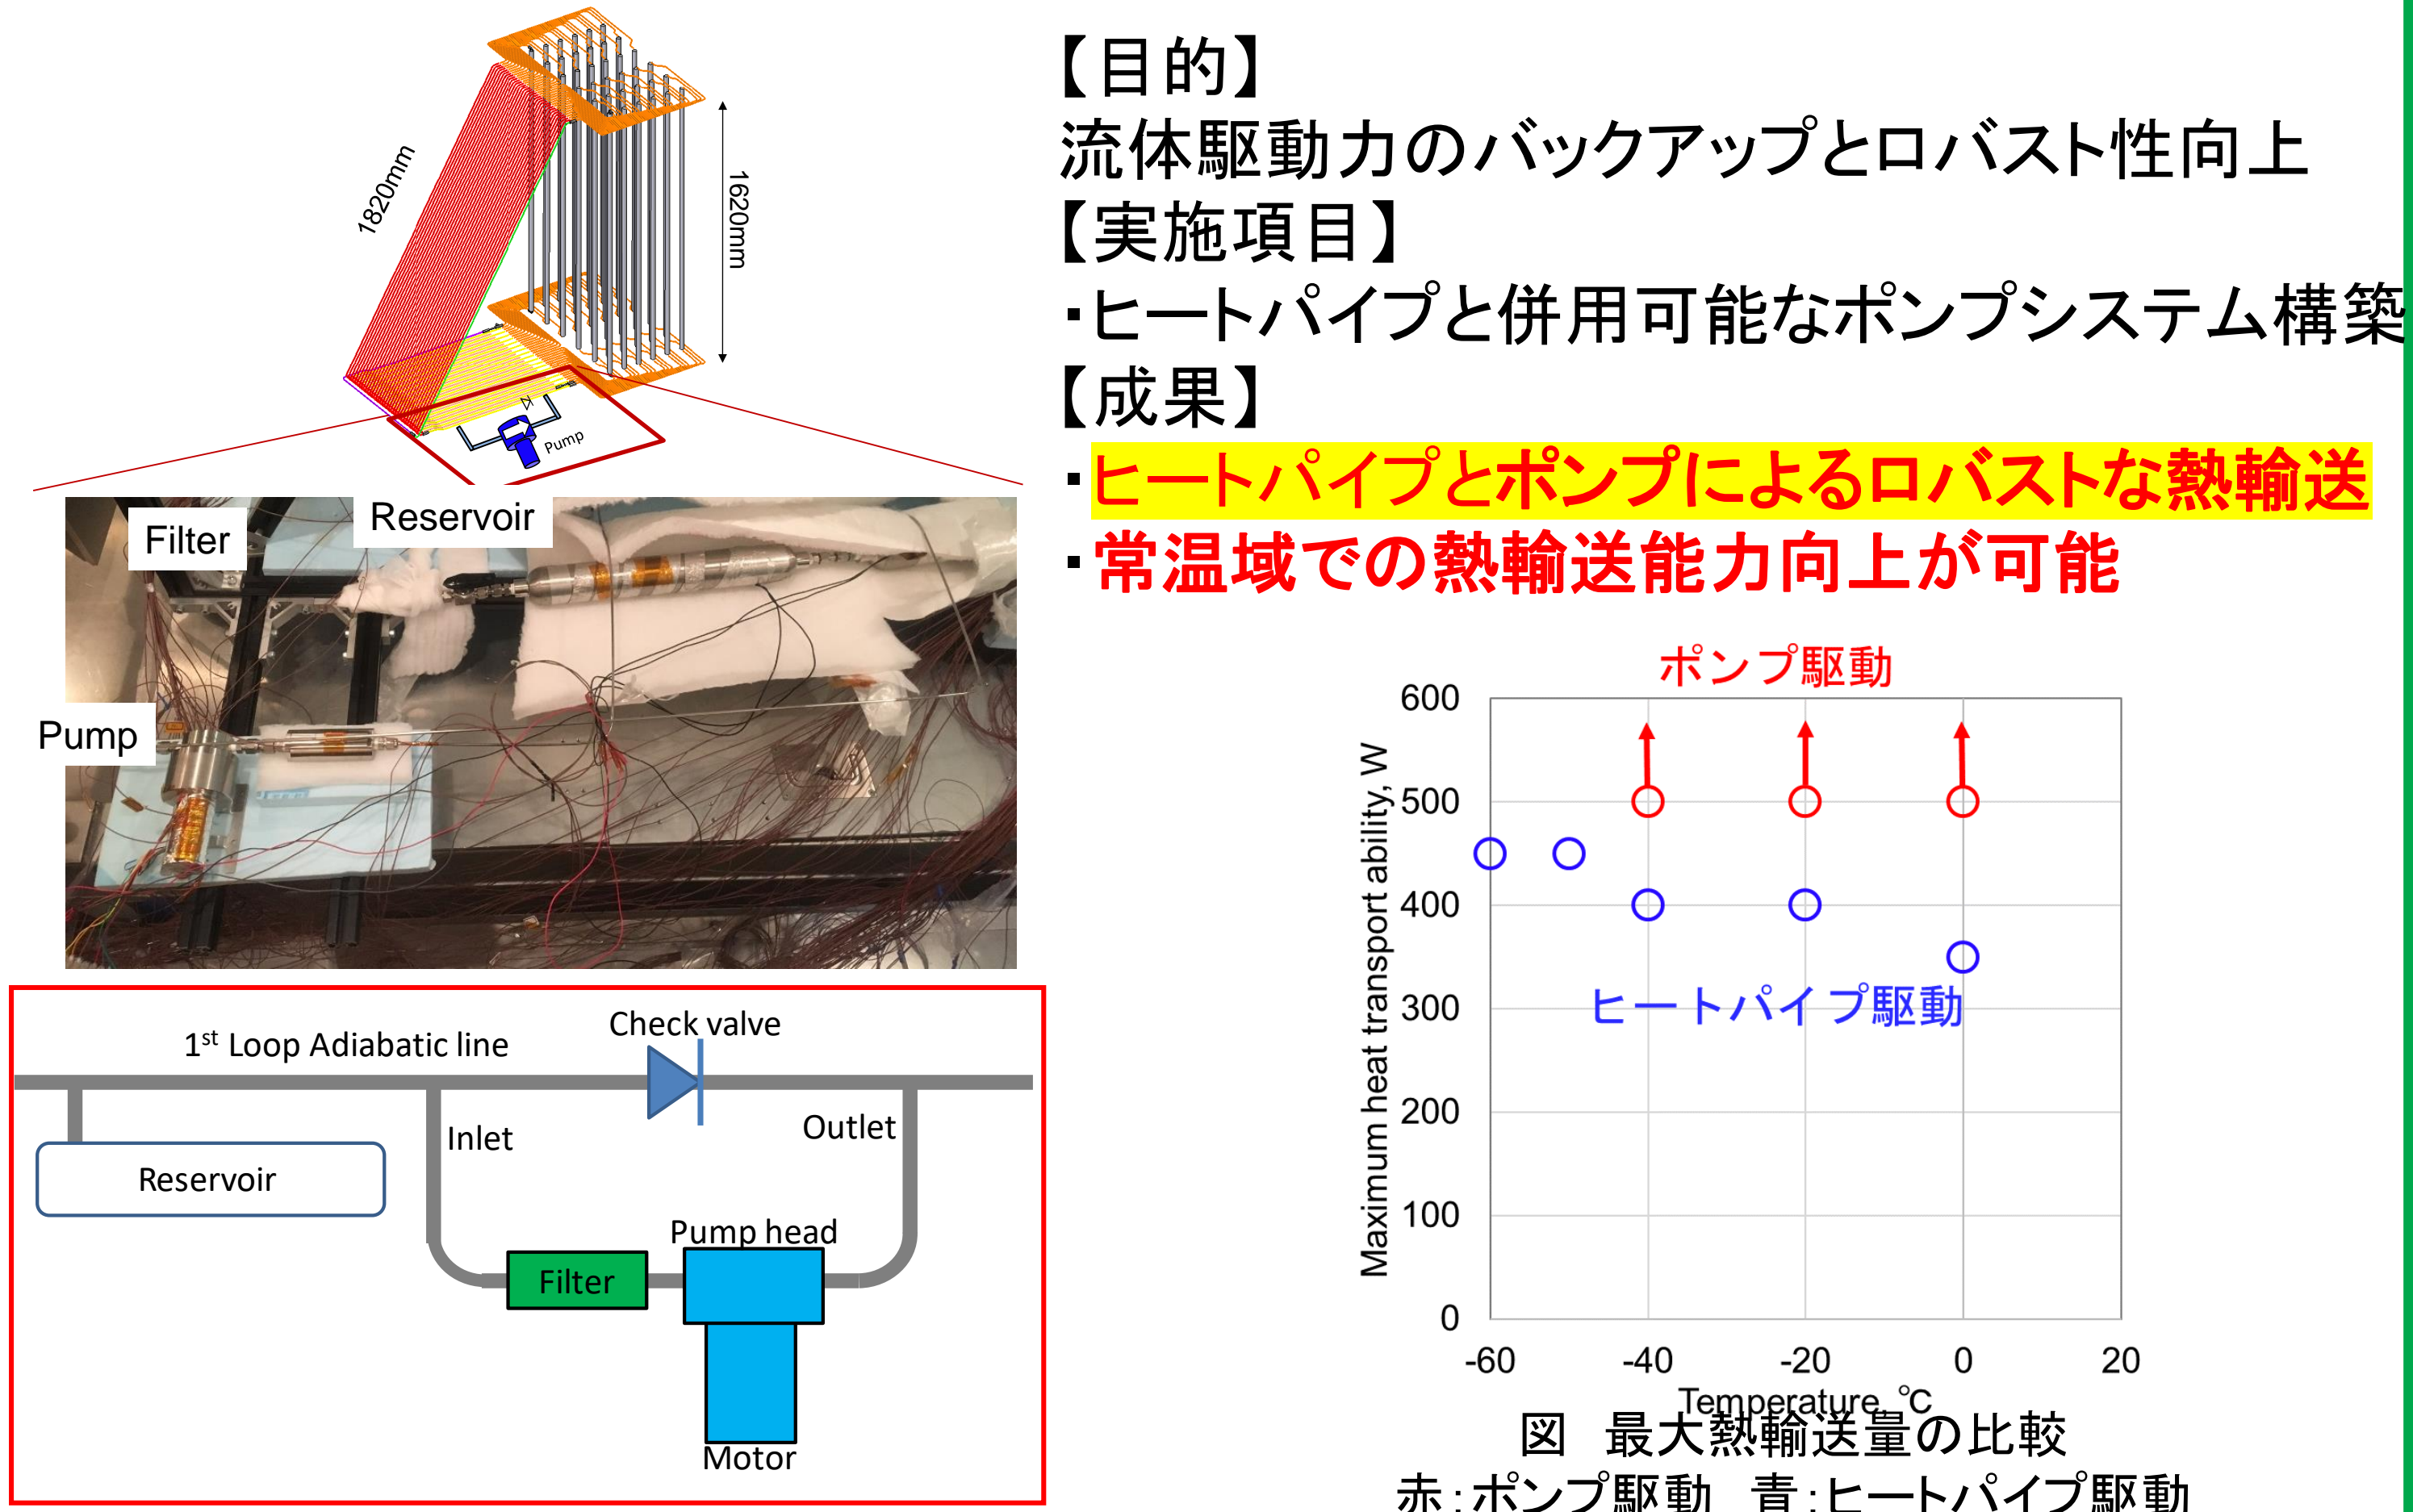 1820mm
1620mm
Pump
Filter
Reservoir
Pump
1st Loop Adiabatic line
Check valve
Inlet
Outlet
Reservoir
Pump head
Filter
Motor
【目的】
流体駆動力のバックアップとロバスト性向上
【実施項目】
・ヒートパイプと併用可能なポンプシステム構築
【成果】
・ヒートパイプとポンプによるロバストな熱輸送
・常温域での熱輸送能力向上が可能
ポンプ駆動
600
500
400
300
200
100
0
Maximum heat transport ability, W
ヒートパイプ駆動
-60 -40 -20 0 20
Temperature, ℃
図 最大熱輸送量の比較
赤:ポンプ駆動 青:ヒートパイプ駆動